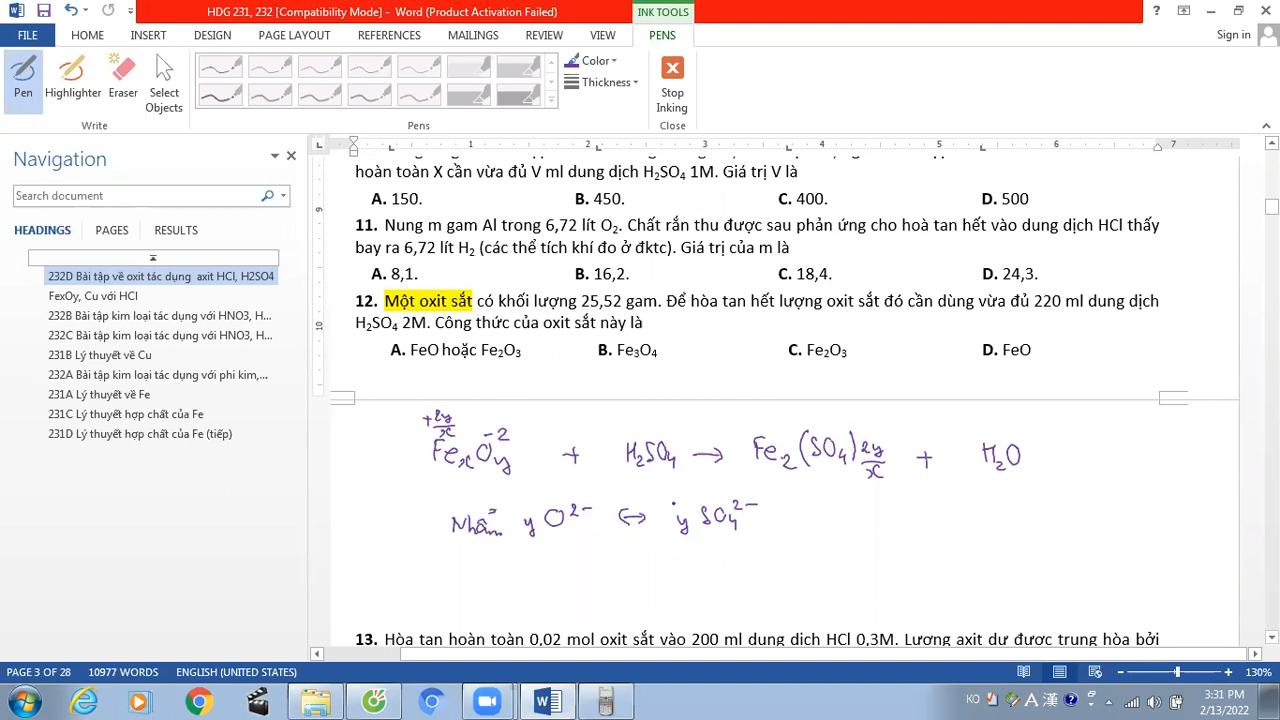 HDG 231, 232 [Compatibility Mode] - Word (Product Activation Failed)
INK TOOLS
FILE HOME INSERT DESIGN PAGE LAYOUT REFERENCES MAILINGS REVIEW VIEW PENS
Sign in
Pen Highlighter Eraser Select Objects
Color
Thickness
Stop Inking
Write Pens Close
Navigation
Search document
HEADINGS PAGES RESULTS
232D Bài tập về oxit tác dụng axit HCl, H2SO4
FexOy, Cu với HCl
232B Bài tập kim loại tác dụng với HNO3, H...
232C Bài tập kim loại tác dụng với HNO3, H...
231B Lý thuyết về Cu
232A Bài tập kim loại tác dụng với phi kim,...
231A Lý thuyết về Fe
231C Lý thuyết hợp chất của Fe
231D Lý thuyết hợp chất của Fe (tiếp)
hoàn toàn X cần vừa đủ V ml dung dịch H₂SO₄ 1M. Giá trị V là
A. 150. B. 450. C. 400. D. 500
11. Nung m gam Al trong 6,72 lít O₂. Chất rắn thu được sau phản ứng cho hoà tan hết vào dung dịch HCl thấy
bay ra 6,72 lít H₂ (các thể tích khí đo ở đktc). Giá trị của m là
A. 8,1. B. 16,2. C. 18,4. D. 24,3.
12. Một oxit sắt có khối lượng 25,52 gam. Để hòa tan hết lượng oxit sắt đó cần dùng vừa đủ 220 ml dung dịch
H₂SO₄ 2M. Công thức của oxit sắt này là
A. FeO hoặc Fe₂O₃ B. Fe₃O₄ C. Fe₂O₃ D. FeO
+2y/x -2
FexOy + H₂SO₄ → Fe₂(SO₄)2y/x + H₂O
Nhẩm y O²⁻ ↔ y SO₄²⁻
13. Hòa tan hoàn toàn 0,02 mol oxit sắt vào 200 ml dung dịch HCl 0,3M. Lượng axit dư được trung hòa bởi
PAGE 3 OF 28 10977 WORDS ENGLISH (UNITED STATES) 130%
KO
3:31 PM
2/13/2022